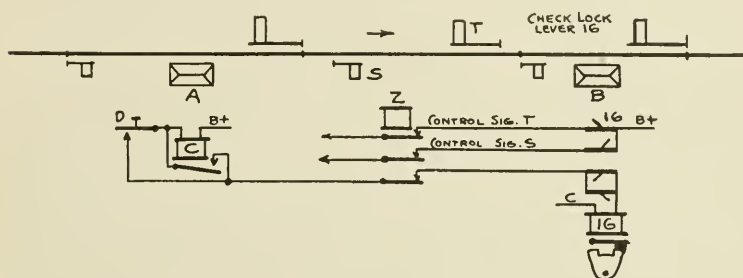 CHECK LOCK
LEVER 16
T
S
A
B
Z
D
B+
C
CONTROL SIG. T
16
B+
CONTROL SIG. S
C
16